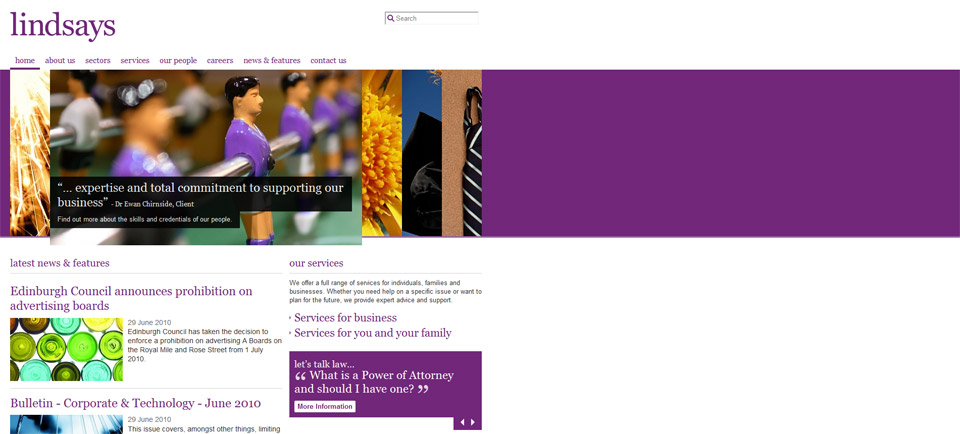 lindsays
Search
home about us sectors services our people careers news & features contact us
“... expertise and total commitment to supporting our
business” - Dr Ewan Chirnside, Client
Find out more about the skills and credentials of our people.
latest news & features
Edinburgh Council announces prohibition on
advertising boards
29 June 2010
Edinburgh Council has taken the decision to
enforce a prohibition on advertising A Boards on
the Royal Mile and Rose Street from 1 July
2010.
Bulletin - Corporate & Technology - June 2010
29 June 2010
This issue covers, amongst other things, limiting
our services
We offer a full range of services for individuals, families and
businesses. Whether you need help on a specific issue or want to
plan for the future, we provide expert advice and support.
Services for business
Services for you and your family
let's talk law...
“ What is a Power of Attorney
and should I have one? ”
More Information